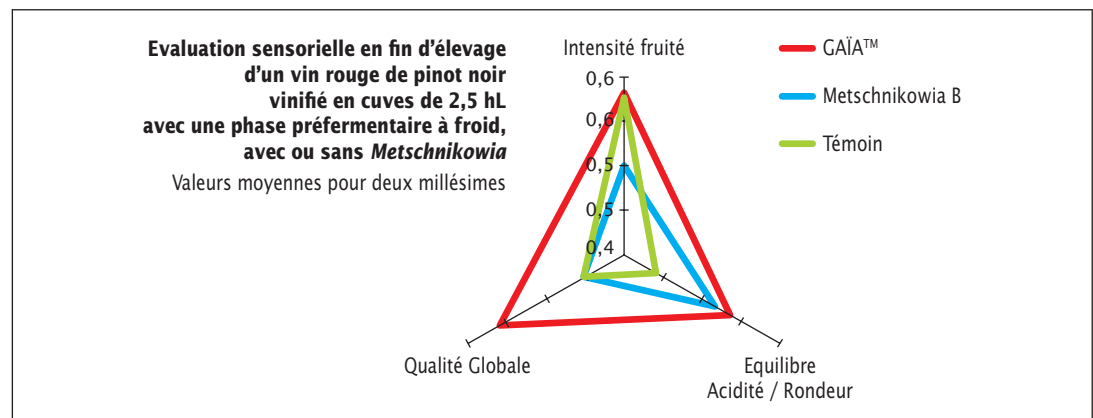 Evaluation sensorielle en fin d'élevage
d'un vin rouge de pinot noir
vinifié en cuves de 2,5 hL
avec une phase préfermentaire à froid,
avec ou sans Metschnikowia
Valeurs moyennes pour deux millésimes
Intensité fruité
0,6
0,6
0,5
0,5
0,4
Qualité Globale
Equilibre
Acidité / Rondeur
GAÏA™
Metschnikowia B
Témoin